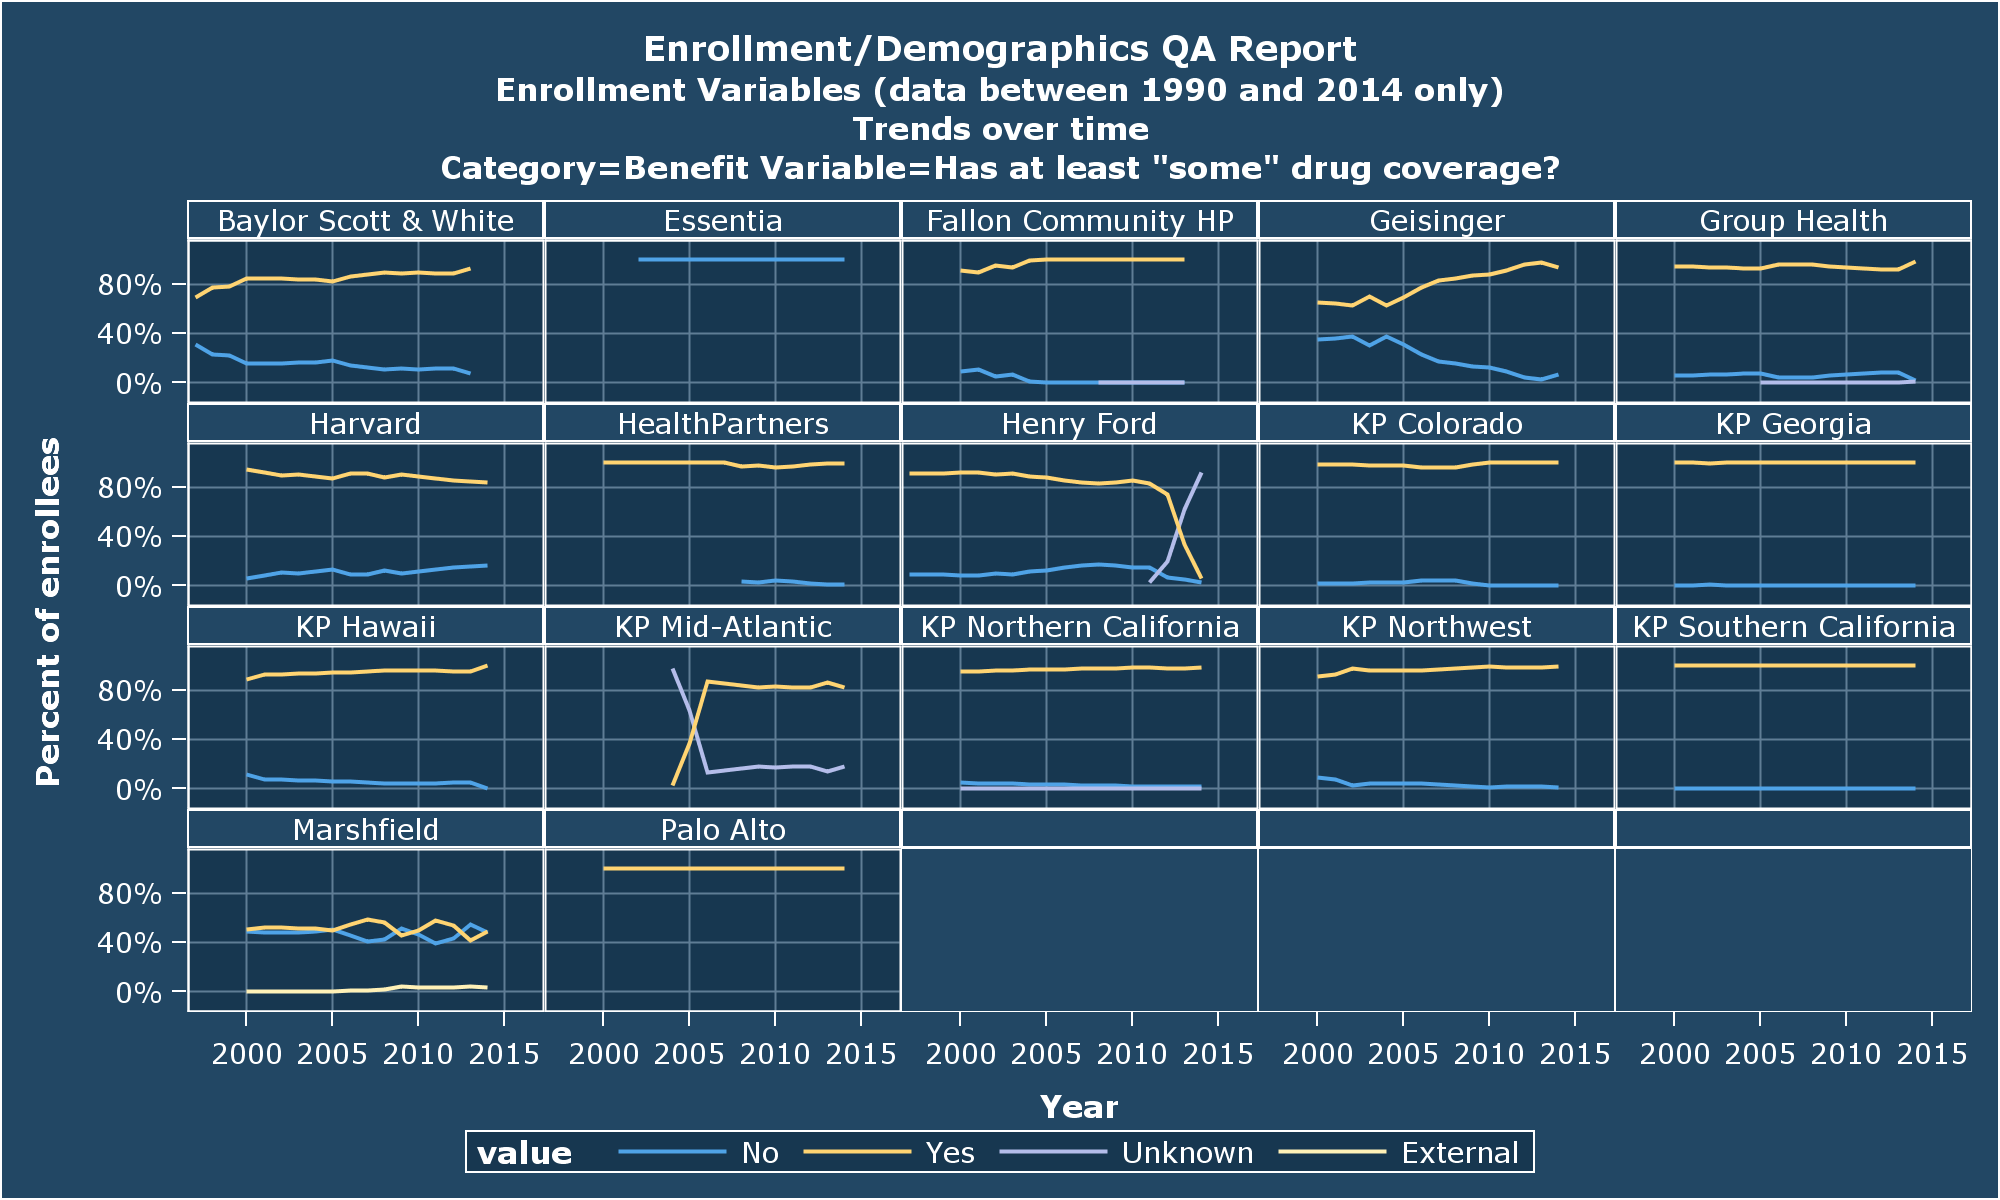 Enrollment/Demographics QA Report
Enrollment Variables (data between 1990 and 2014 only)
Trends over time
Category=Benefit Variable=Has at least "some" drug coverage?
Percent of enrollees
Baylor Scott & White Essentia Fallon Community HP Geisinger Group Health
80%
40%
0%
Harvard HealthPartners Henry Ford KP Colorado KP Georgia
80%
40%
0%
KP Hawaii KP Mid-Atlantic KP Northern California KP Northwest KP Southern California
80%
40%
0%
Marshfield Palo Alto
80%
40%
0%
2000 2005 2010 2015 2000 2005 2010 2015 2000 2005 2010 2015 2000 2005 2010 2015 2000 2005 2010 2015
Year
value No Yes Unknown External